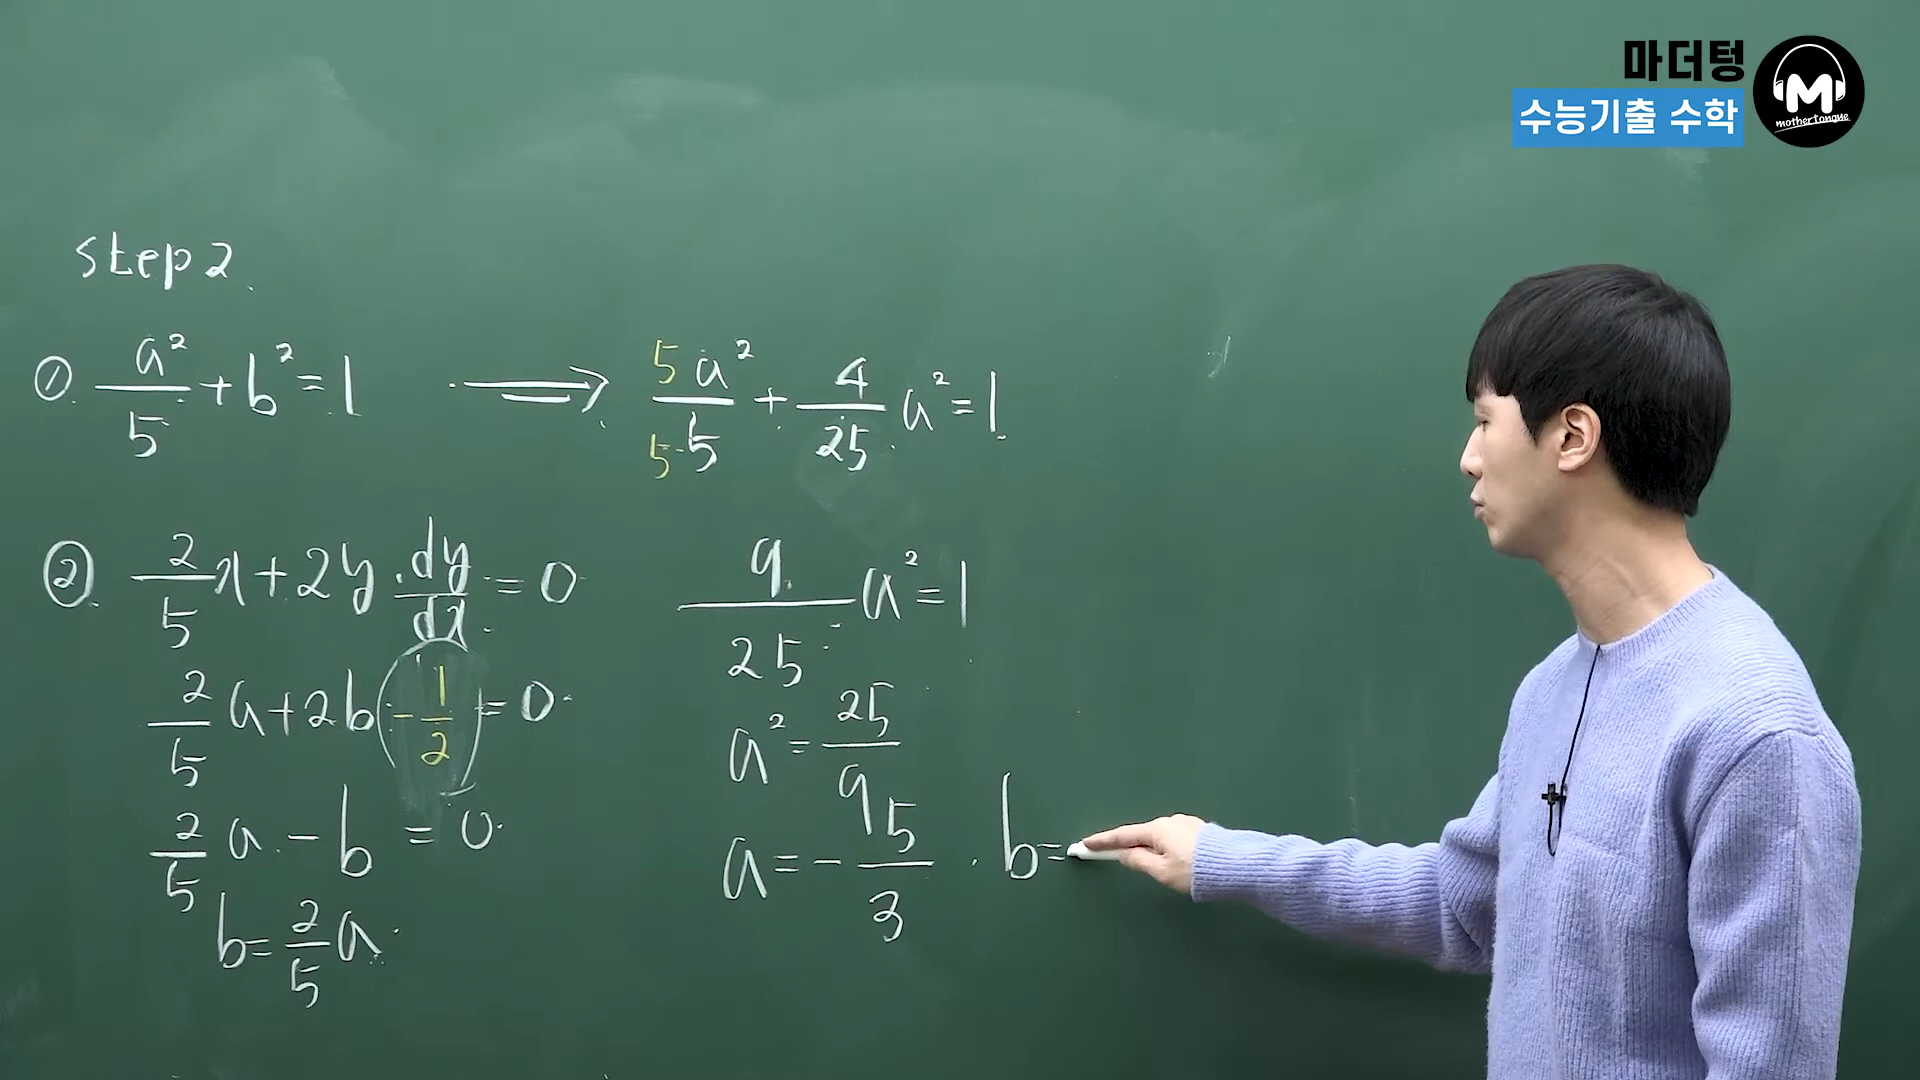 마더텅
수능기출 수학
M
mothertongue
step 2.
① a²/5 + b² = 1 ⟹ 5a²/5·5 + 4/25 a² = 1
② 2/5 x + 2y · dy/dx = 0
9/25 a² = 1
2/5 a + 2b (-1/2) = 0
a² = 25/9
2/5 a - b = 0
a = -5/3 . b =
b = 2/5 a